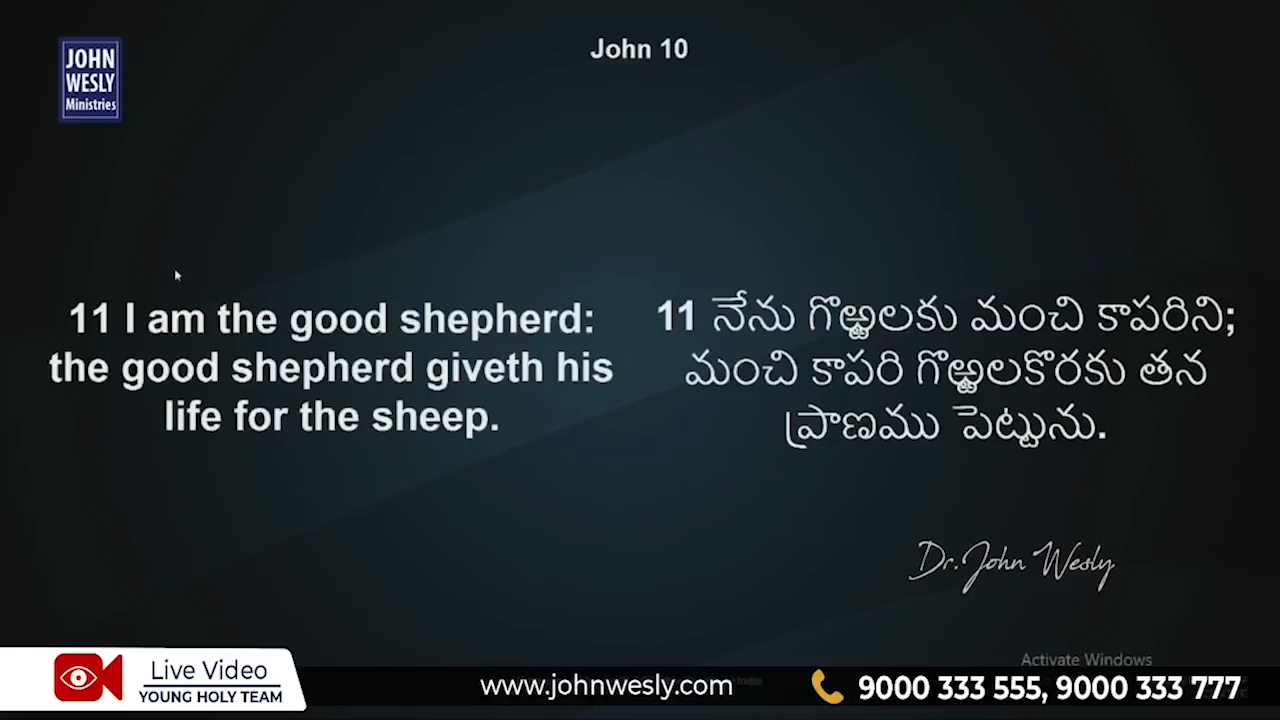 John 10
JOHN
WESLY
Ministries
11 I am the good shepherd:
the good shepherd giveth his
life for the sheep.
11 నేను గొఱ్ఱలకు మంచి కాపరిని;
మంచి కాపరి గొఱ్ఱలకొరకు తన
ప్రాణము పెట్టును.
Dr. John Wesly
Activate Windows
Live Video
YOUNG HOLY TEAM
www.johnwesly.com
9000 333 555, 9000 333 777